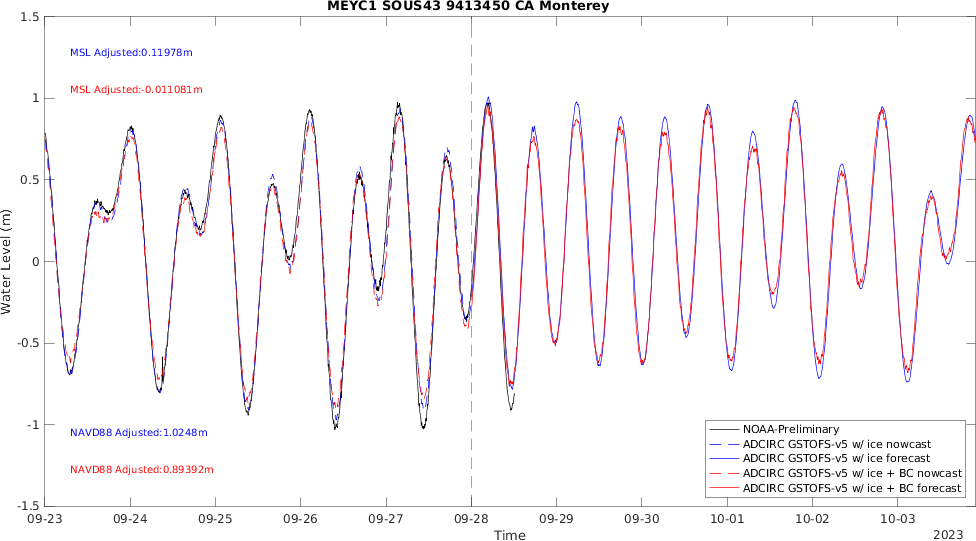 MEYC1 SOUS43 9413450 CA Monterey
1.5
MSL Adjusted:0.11978m
MSL Adjusted:-0.011081m
1
0.5
0
-0.5
-1
-1.5
Water Level (m)
NAVD88 Adjusted:1.0248m
NAVD88 Adjusted:0.89392m
NOAA-Preliminary
ADCIRC GSTOFS-v5 w/ ice nowcast
ADCIRC GSTOFS-v5 w/ ice forecast
ADCIRC GSTOFS-v5 w/ ice + BC nowcast
ADCIRC GSTOFS-v5 w/ ice + BC forecast
09-23 09-24 09-25 09-26 09-27 09-28 09-29 09-30 10-01 10-02 10-03
Time
2023